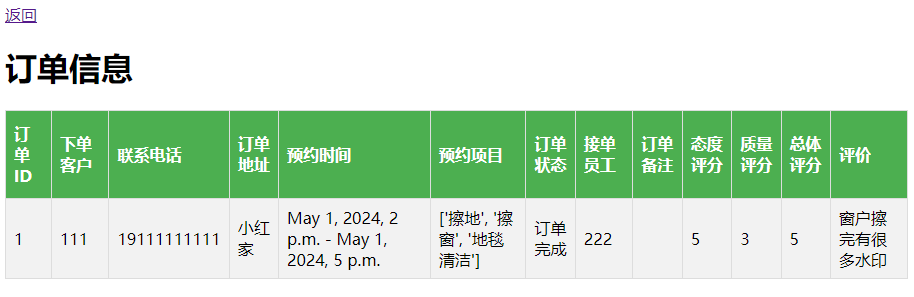 返回
订单信息
订
单
ID
下单
客户
联系电话
订单
地址
预约时间
预约项目
订单
状态
接单
员工
订单
备注
态度
评分
质量
评分
总体
评分
评价
1
111
19111111111
小红
家
May 1, 2024, 2
p.m. - May 1,
2024, 5 p.m.
['擦地', '擦
窗', '地毯
清洁']
订单
完成
222
5
3
5
窗户擦
完有很
多水印